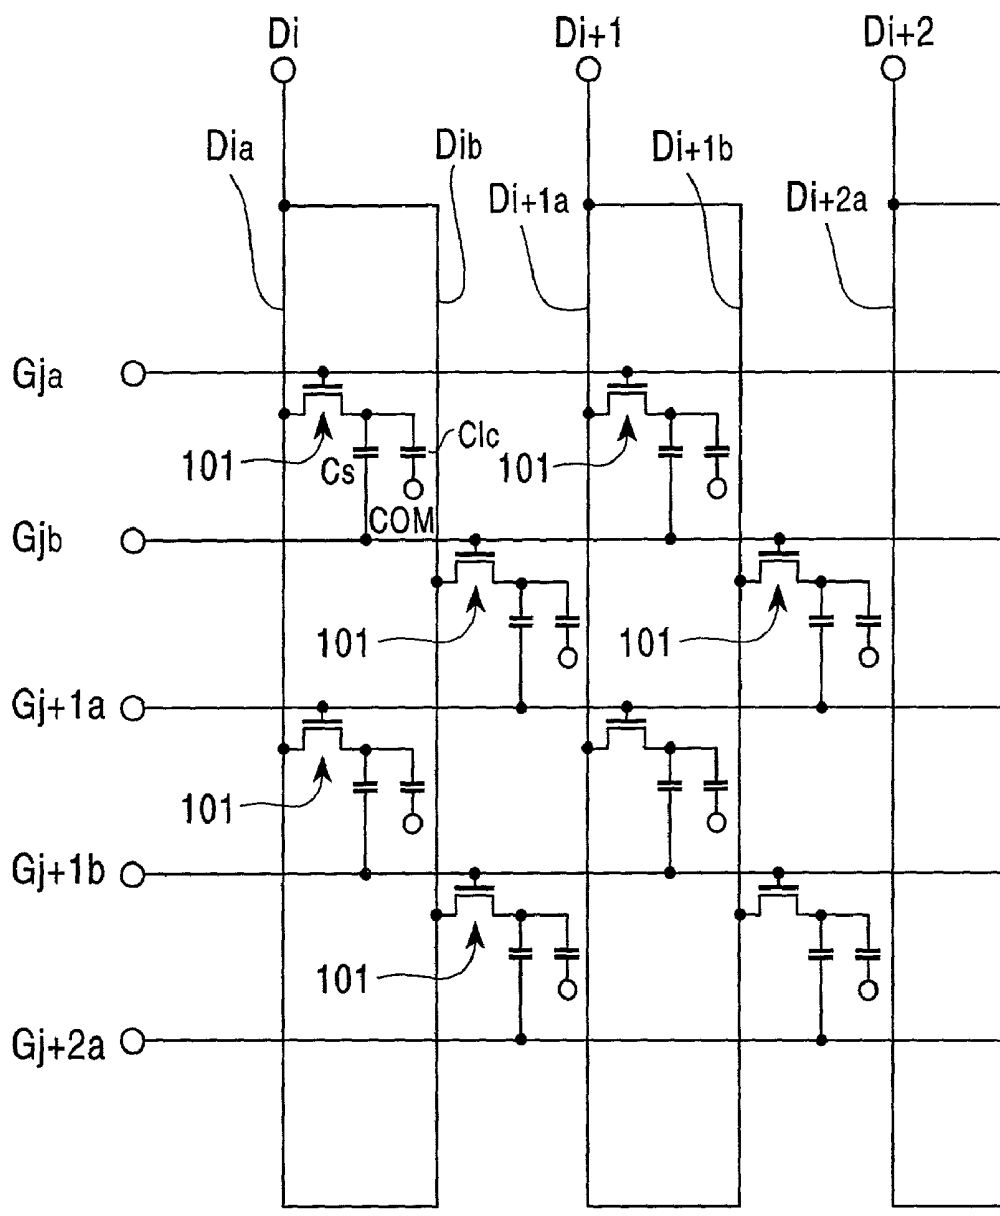 Di Di+1 Di+2
Dia Dib Di+1b
Di+1a Di+2a
Gja
Clc
101 Cs 101
COM
Gjb
101 101
Gj+1a
101
Gj+1b
101
Gj+2a